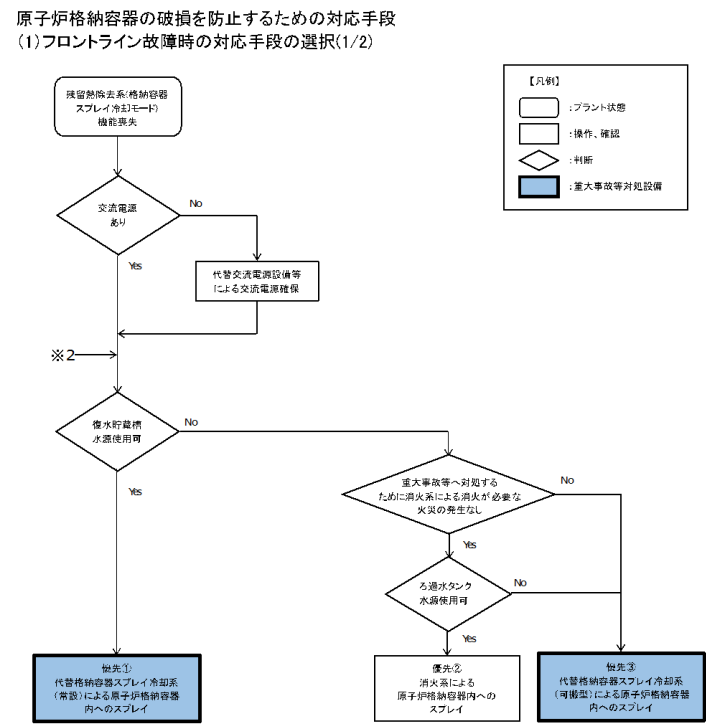 原子炉格納容器の破損を防止するための対応手段
(1)フロントライン故障時の対応手段の選択(1/2)
残留熱除去系(格納容器
スプレイ冷却モード)
機能喪失
【凡例】
:プラント状態
:操作、確認
:判断
:重大事故等対処設備
交流電源
あり
No
Yes
代替交流電源設備等
による交流電源確保
※2
復水貯蔵槽
水源使用可
No
Yes
重大事故等へ対処する
ために消火系による消火が必要な
火災の発生なし
No
Yes
ろ過水タンク
水源使用可
No
Yes
優先①
代替格納容器スプレイ冷却系
(常設)による原子炉格納容器
内へのスプレイ
優先②
消火系による
原子炉格納容器内への
スプレイ
優先③
代替格納容器スプレイ冷却系
(可搬型)による原子炉格納容器
内へのスプレイ